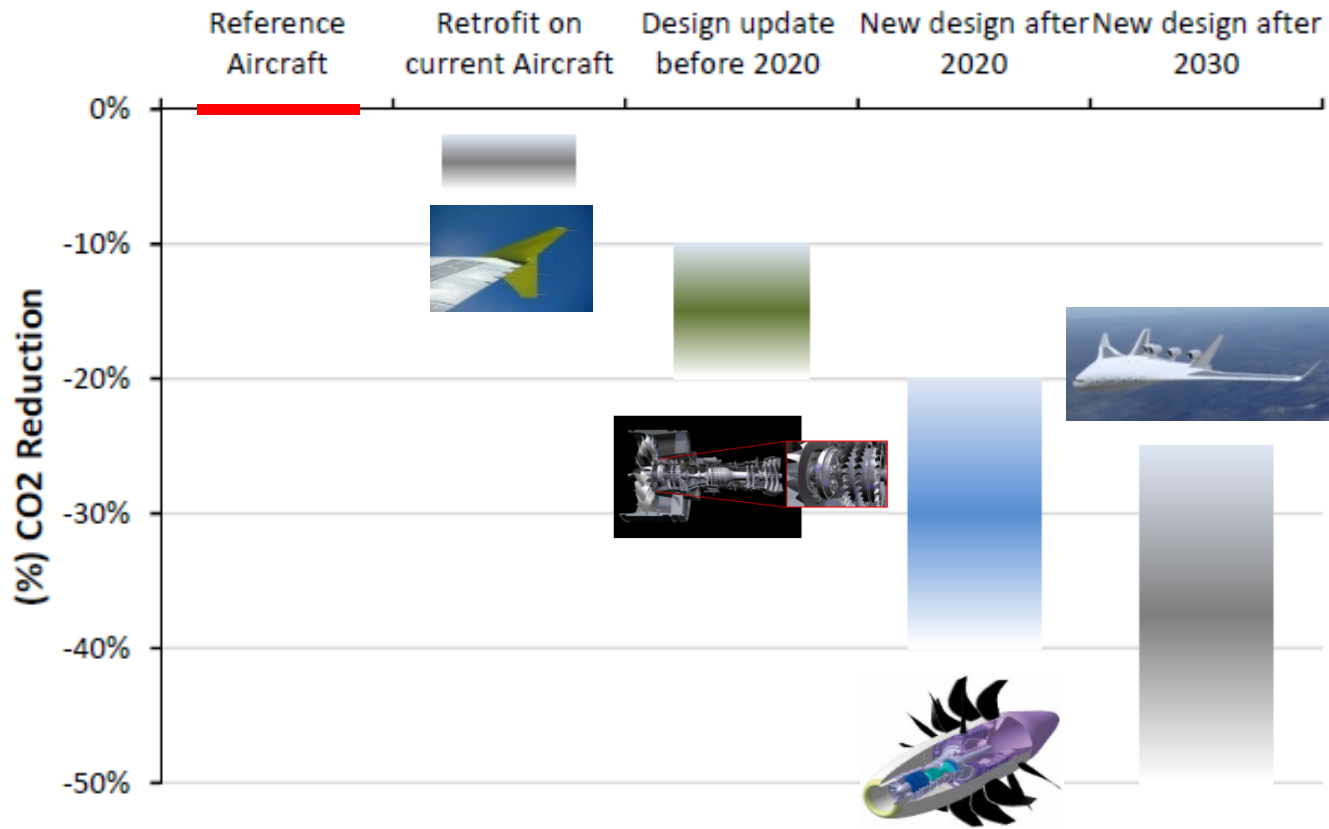 Reference
Aircraft
Retrofit on
current Aircraft
Design update
before 2020
New design after
2020
New design after
2030
(%) CO2 Reduction
0%
-10%
-20%
-30%
-40%
-50%